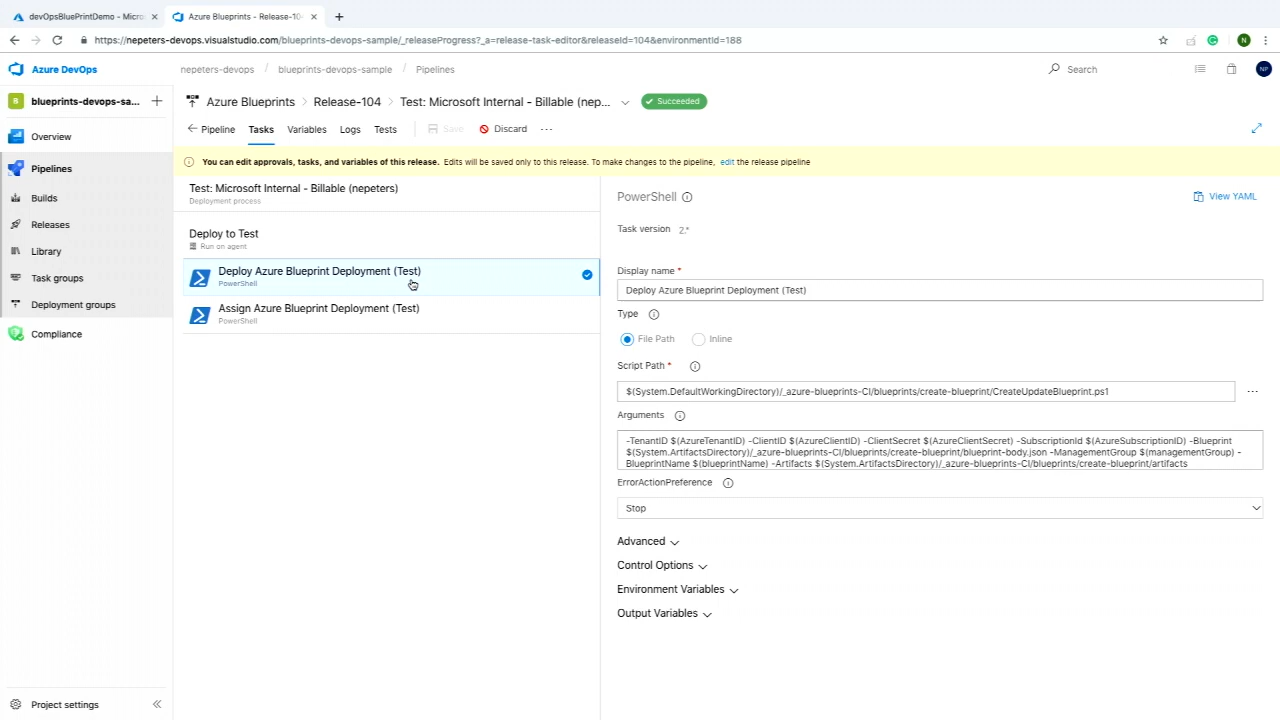 devOpsBluePrintDemo - Micro
Azure Blueprints - Release-10
https://nepeters-devops.visualstudio.com/blueprints-devops-sample/_releaseProgress?_a=release-task-editor&releaseId=104&environmentId=188
N
Azure DevOps
nepeters-devops / blueprints-devops-sample / Pipelines
Search
NP
B
blueprints-devops-sa...
Azure Blueprints > Release-104 > Test: Microsoft Internal - Billable (nep...
Succeeded
Overview
Pipeline
Tasks
Variables
Logs
Tests
Save
Discard
Pipelines
You can edit approvals, tasks, and variables of this release. Edits will be saved only to this release. To make changes to the pipeline, edit the release pipeline
Builds
Releases
Library
Task groups
Deployment groups
Compliance
Test: Microsoft Internal - Billable (nepeters)
Deployment process
Deploy to Test
Run on agent
Deploy Azure Blueprint Deployment (Test)
PowerShell
Assign Azure Blueprint Deployment (Test)
PowerShell
PowerShell
View YAML
Task version 2.*
Display name *
Deploy Azure Blueprint Deployment (Test)
Type
File Path
Inline
Script Path *
$(System.DefaultWorkingDirectory)/_azure-blueprints-CI/blueprints/create-blueprint/CreateUpdateBlueprint.ps1
Arguments
-TenantID $(AzureTenantID) -ClientID $(AzureClientID) -ClientSecret $(AzureClientSecret) -SubscriptionId $(AzureSubscriptionID) -Blueprint
$(System.ArtifactsDirectory)/_azure-blueprints-CI/blueprints/create-blueprint/blueprint-body.json -ManagementGroup $(managementGroup) -
BlueprintName $(blueprintName) -Artifacts $(System.ArtifactsDirectory)/_azure-blueprints-CI/blueprints/create-blueprint/artifacts
ErrorActionPreference
Stop
Advanced
Control Options
Environment Variables
Output Variables
Project settings